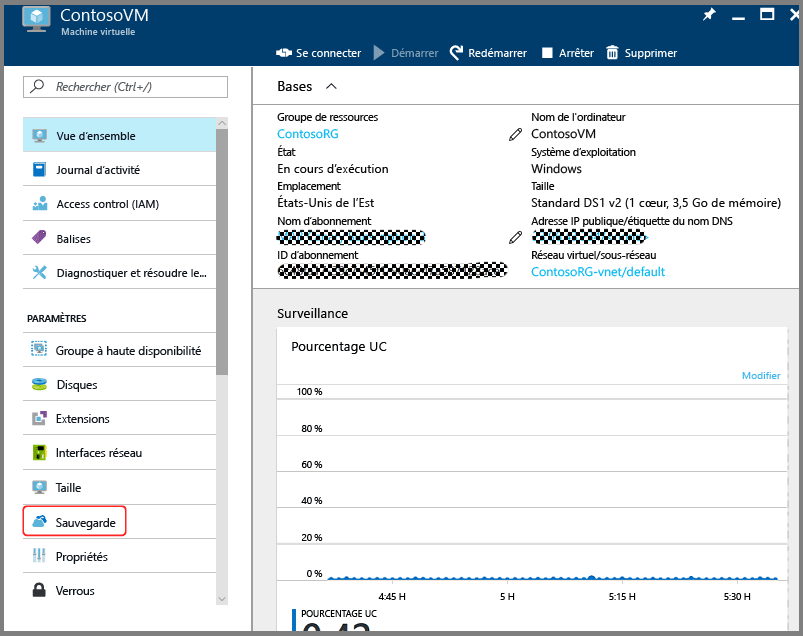 ContosoVM
Machine virtuelle
Se connecter Démarrer Redémarrer Arrêter Supprimer
Rechercher (Ctrl+/)
Vue d'ensemble
Journal d'activité
Access control (IAM)
Balises
Diagnostiquer et résoudre le...
PARAMÈTRES
Groupe à haute disponibilité
Disques
Extensions
Interfaces réseau
Taille
Sauvegarde
Propriétés
Verrous
Bases
Groupe de ressources
ContosoRG
État
En cours d'exécution
Emplacement
États-Unis de l'Est
Nom d'abonnement
ID d'abonnement
Nom de l'ordinateur
ContosoVM
Système d'exploitation
Windows
Taille
Standard DS1 v2 (1 cœur, 3,5 Go de mémoire)
Adresse IP publique/étiquette du nom DNS
Réseau virtuel/sous-réseau
ContosoRG-vnet/default
Surveillance
Pourcentage UC
Modifier
100 %
80 %
60 %
40 %
20 %
0 %
4:45 H 5 H 5:15 H 5:30 H
POURCENTAGE UC